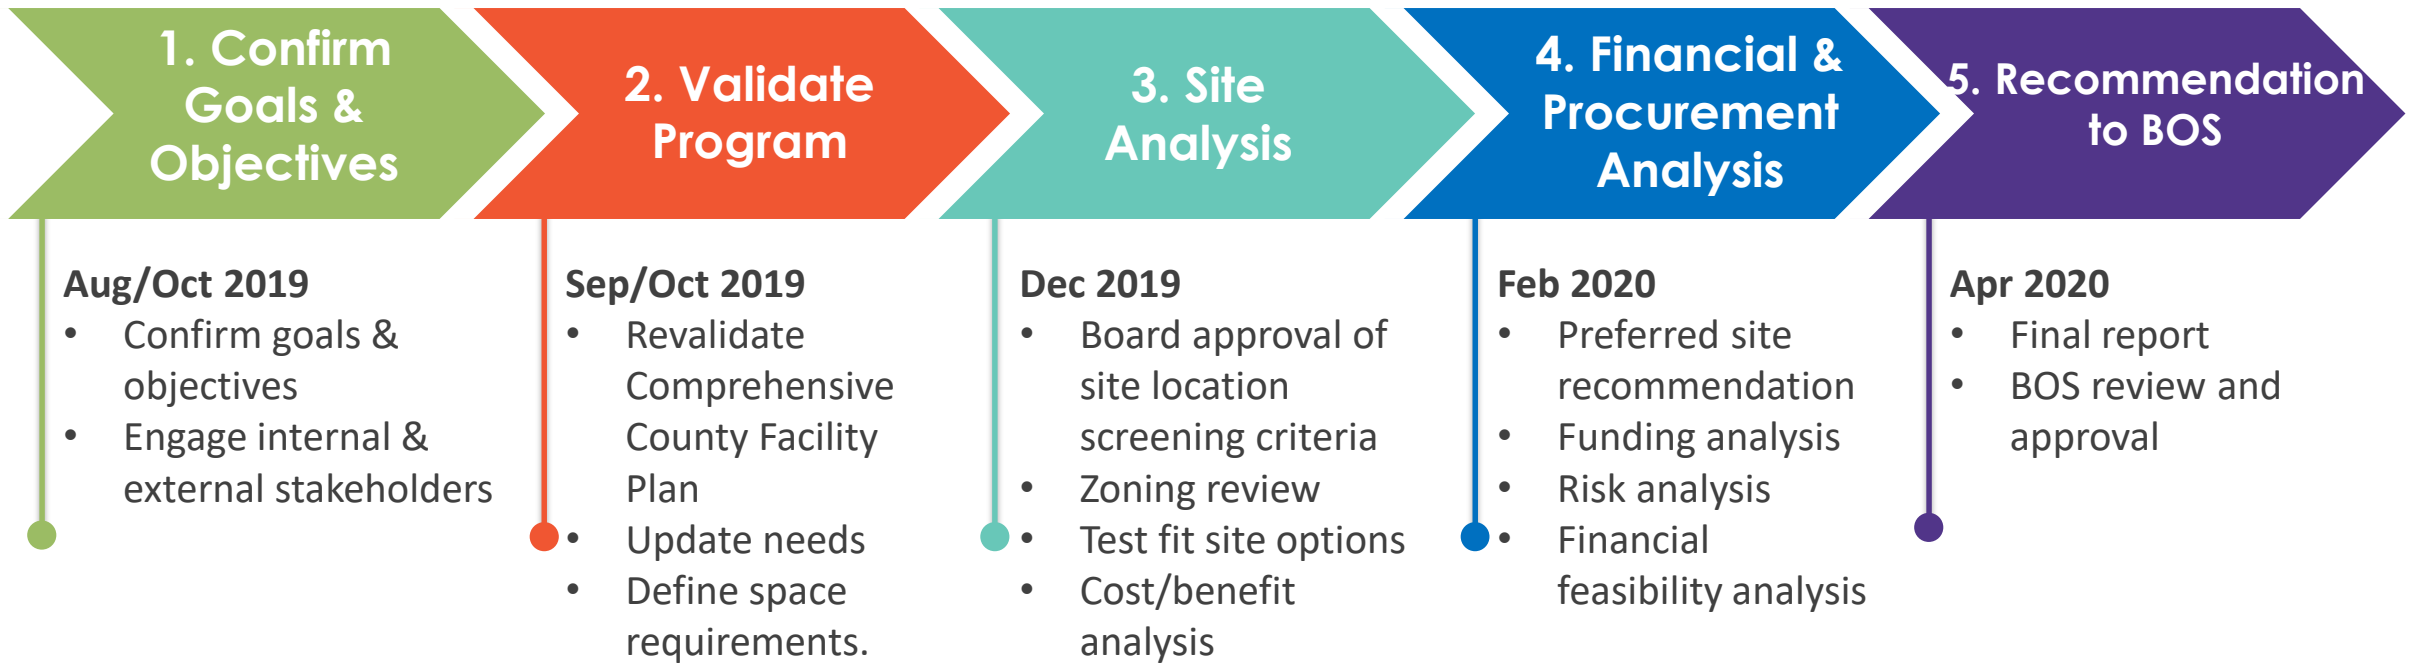 1. Confirm
Goals &
Objectives
2. Validate
Program
3. Site
Analysis
4. Financial &
Procurement
Analysis
5. Recommendation
to BOS
Aug/Oct 2019
• Confirm goals &
objectives
• Engage internal &
external stakeholders
Sep/Oct 2019
• Revalidate
Comprehensive
County Facility
Plan
• Update needs
• Define space
requirements.
Dec 2019
• Board approval of
site location
screening criteria
• Zoning review
• Test fit site options
• Cost/benefit
analysis
Feb 2020
• Preferred site
recommendation
• Funding analysis
• Risk analysis
• Financial
feasibility analysis
Apr 2020
• Final report
• BOS review and
approval